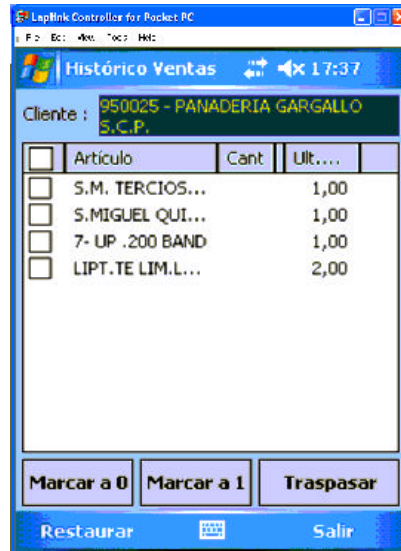 Laplink Controller for Pocket PC
Help
Histórico Ventas 17:37
Cliente : 950025 - PANADERIA GARGALLO
S.C.P.
Artículo Cant Ult....
S.M. TERCIOS... 1,00
S.MIGUEL QUI... 1,00
7- UP .200 BAND 1,00
LIPT.TE LIM.L... 2,00
Marcar a 0 Marcar a 1 Traspasar
Restaurar Salir